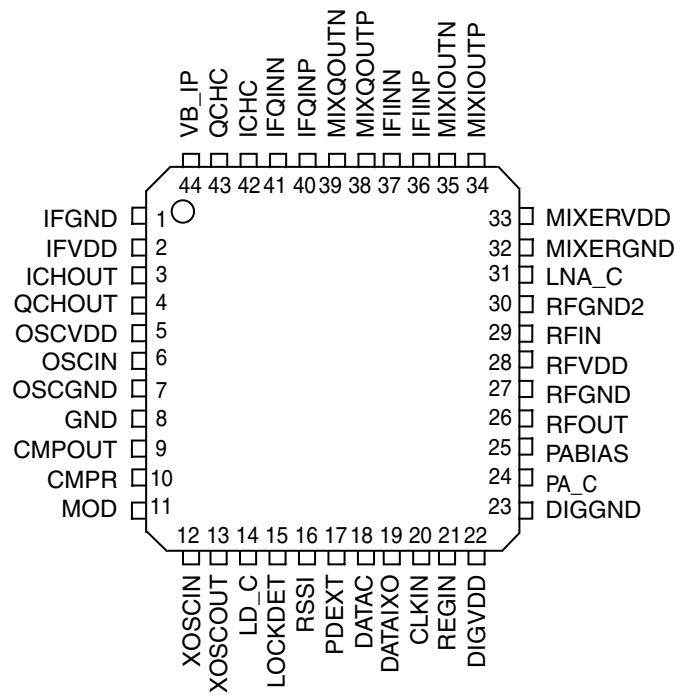 VB_IP
QCHC
ICHC
IFQINN
IFQINP
MIXQOUTN
MIXQOUTP
IFIINN
IFIINP
MIXIOUTN
MIXIOUTP
44 43 42 41 40 39 38 37 36 35 34
IFGND 1
IFVDD 2
ICHOUT 3
QCHOUT 4
OSCVDD 5
OSCIN 6
OSCGND 7
GND 8
CMPOUT 9
CMPR 10
MOD 11
33 MIXERVDD
32 MIXERGND
31 LNA_C
30 RFGND2
29 RFIN
28 RFVDD
27 RFGND
26 RFOUT
25 PABIAS
24 PA_C
23 DIGGND
12 13 14 15 16 17 18 19 20 21 22
XOSCIN
XOSCOUT
LD_C
LOCKDET
RSSI
PDEXT
DATAC
DATAIXO
CLKIN
REGIN
DIGVDD